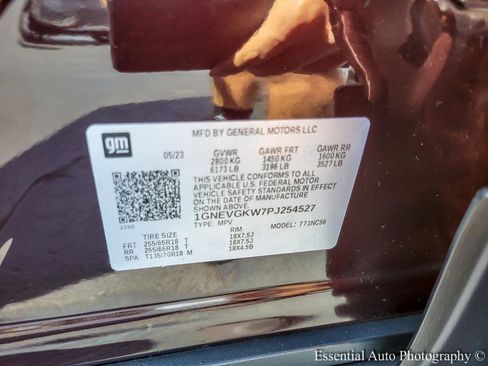 gm
MFD BY GENERAL MOTORS LLC
05/23 GVWR GAWR FRT GAWR RR
2800 KG 1450 KG 1600 KG
6173 LB 3196 LB 3527 LB
THIS VEHICLE CONFORMS TO ALL
APPLICABLE U.S. FEDERAL MOTOR
VEHICLE SAFETY STANDARDS IN EFFECT
ON THE DATE OF MANUFACTURE
SHOWN ABOVE.
1GNEVGKW7PJ254527
TYPE: MPV MODEL: 771NC56
TIRE SIZE RIM
FRT 255/65R18 T 18X7.5J
RR 255/65R18 T 18X7.5J
SPA T135/70R18 M 18X4.5B
Essential Auto Photography ©